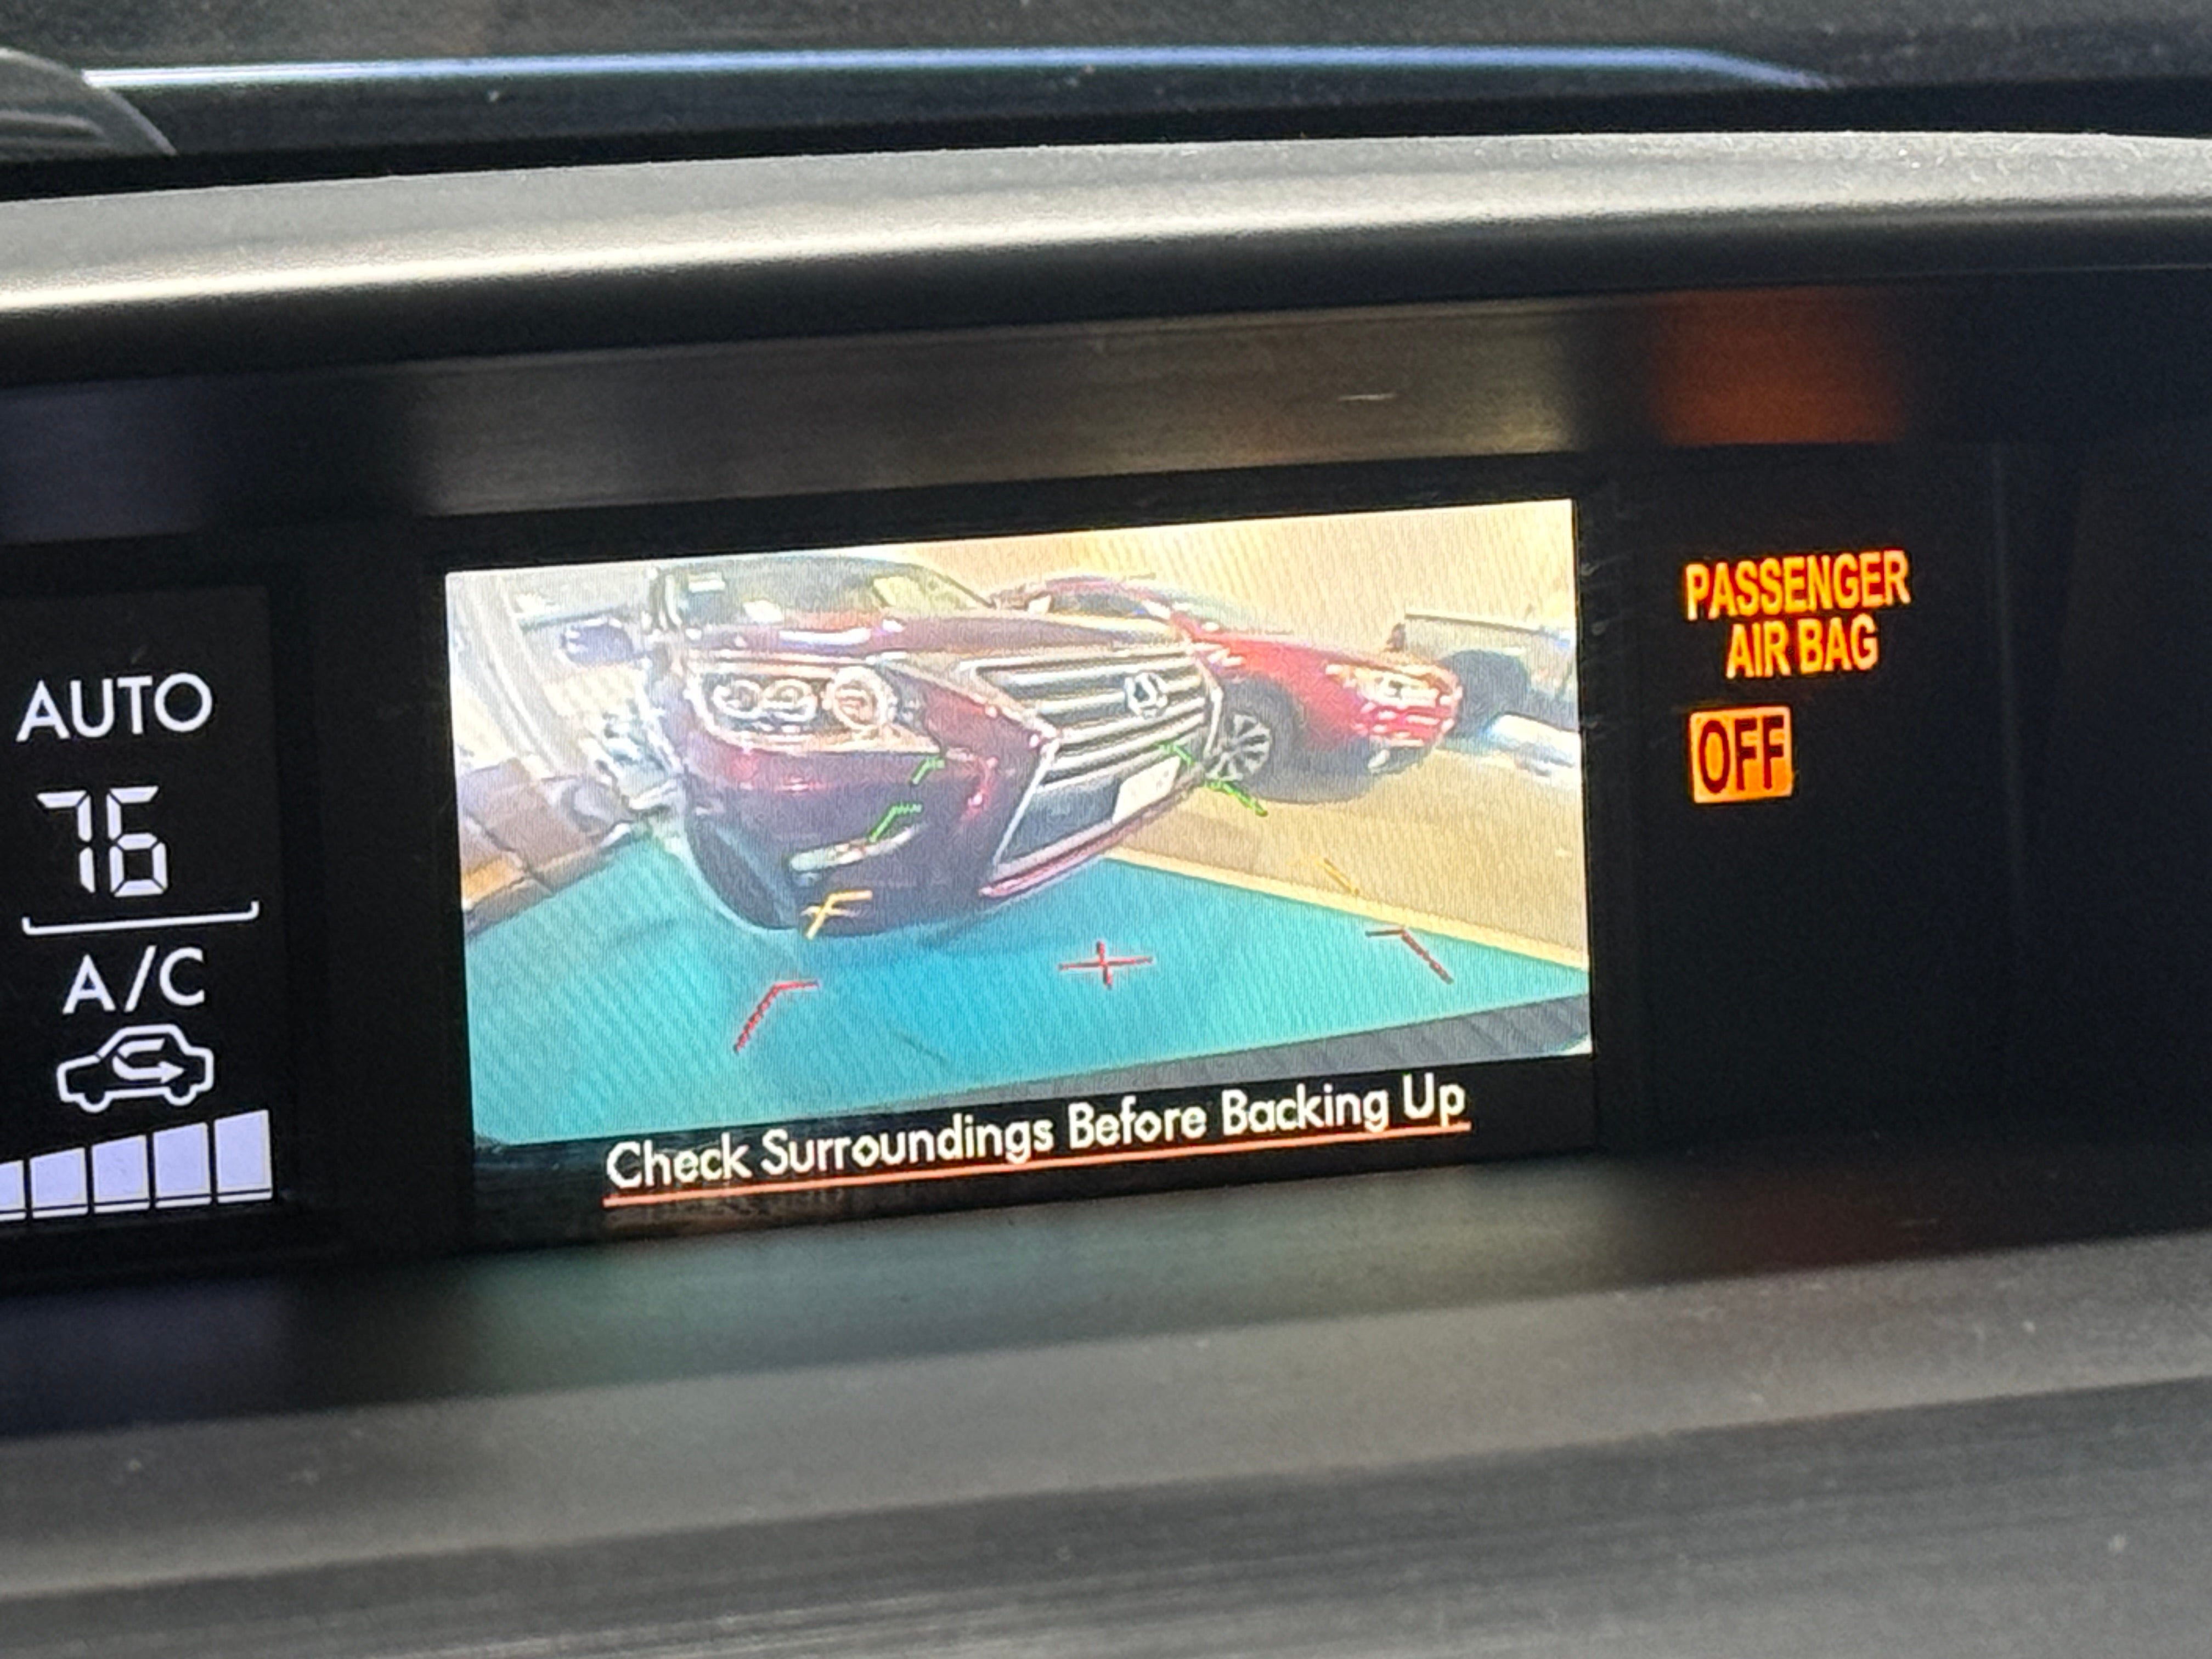 AUTO
76
A/C
Check Surroundings Before Backing Up
PASSENGER
AIR BAG
OFF